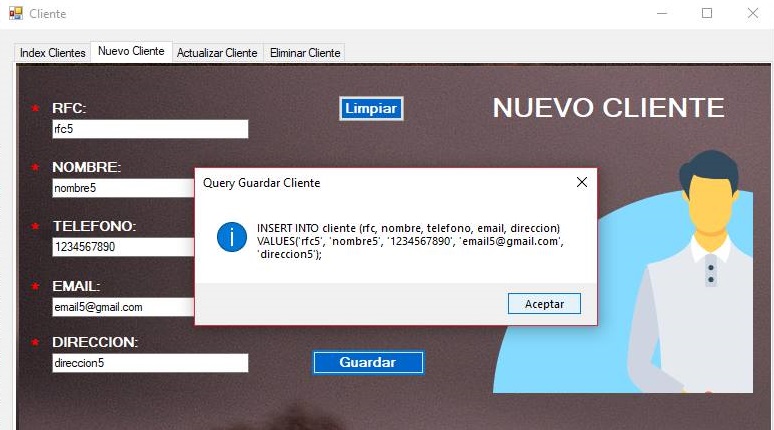 Cliente
Index Clientes Nuevo Cliente Actualizar Cliente Eliminar Cliente
* RFC:
Limpiar
NUEVO CLIENTE
rfc5
* NOMBRE:
nombre5
* TELEFONO:
1234567890
* EMAIL:
email5@gmail.com
* DIRECCION:
direccion5
Guardar
Query Guardar Cliente
INSERT INTO cliente (rfc, nombre, telefono, email, direccion)
VALUES('rfc5', 'nombre5', '1234567890', 'email5@gmail.com',
'direccion5');
Aceptar